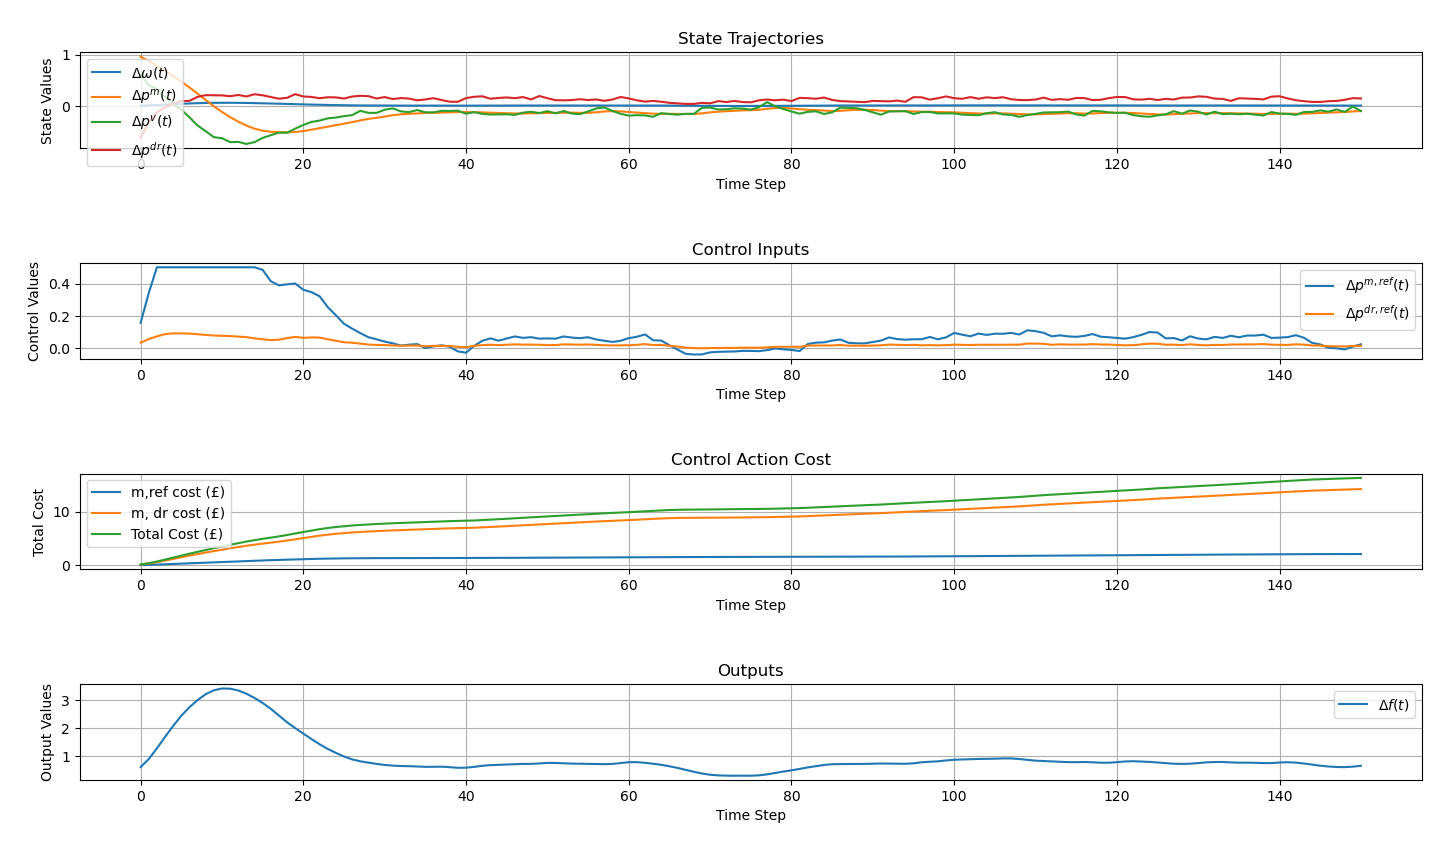 State Trajectories
State Values
1
0
Δω(t)
Δp^m(t)
Δp^v(t)
Δp^dr(t)
0 20 40 60 80 100 120 140
Time Step
Control Inputs
Control Values
0.4
0.2
0.0
Δp^m,ref(t)
Δp^dr,ref(t)
0 20 40 60 80 100 120 140
Time Step
Control Action Cost
Total Cost
10
0
m,ref cost (£)
m, dr cost (£)
Total Cost (£)
0 20 40 60 80 100 120 140
Time Step
Outputs
Output Values
3
2
1
Δf(t)
0 20 40 60 80 100 120 140
Time Step